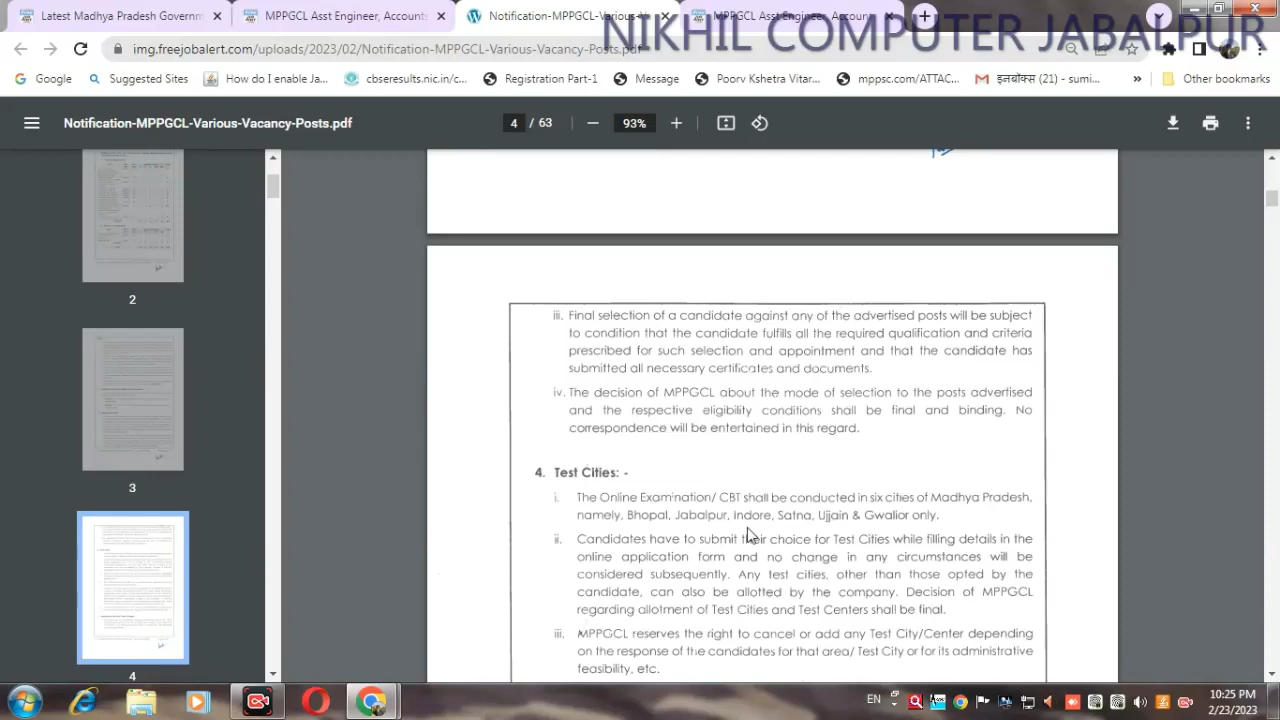 Latest Madhya Pradesh Governm
MPPGCL Asst Engineer, Account
Notification-MPPGCL-Various-V
MPPGCL Asst Engineer, Accoun
NIKHIL COMPUTER JABALPUR
img.freejobalert.com/uploads/2023/02/Notification-MPPGCL-Various-Vacancy-Posts.pdf
Google
Suggested Sites
How do I enable Ja...
cbseresults.nic.in/c...
Registration Part-1
Message
Poorv Kshetra Vitar...
mppsc.com/ATTAC...
इनबॉक्स (21) - sumi...
»
Other bookmarks
Notification-MPPGCL-Various-Vacancy-Posts.pdf
4 / 63
93%
2
3
4
iii. Final selection of a candidate against any of the advertised posts will be subject
to condition that the candidate fulfills all the required qualification and criteria
prescribed for such selection and appointment and that the candidate has
submitted all necessary certificates and documents.
iv. The decision of MPPGCL about the mode of selection to the posts advertised
and the respective eligibility conditions shall be final and binding. No
correspondence will be entertained in this regard.
4. Test Cities: -
i. The Online Examination/ CBT shall be conducted in six cities of Madhya Pradesh,
namely, Bhopal, Jabalpur, Indore, Satna, Ujjain & Gwalior only.
ii. Candidates have to submit their choice for Test Cities while filling details in the
online application form and no change in any circumstances will be
considered subsequently. Any test cities, other than those opted by the
candidate, can also be allotted by the company. Decision of MPPGCL
regarding allotment of Test Cities and Test Centers shall be final.
iii. MPPGCL reserves the right to cancel or add any Test City/Center depending
on the response of the candidates for that area/ Test City or for its administrative
feasibility, etc.
EN
10:25 PM
2/23/2023